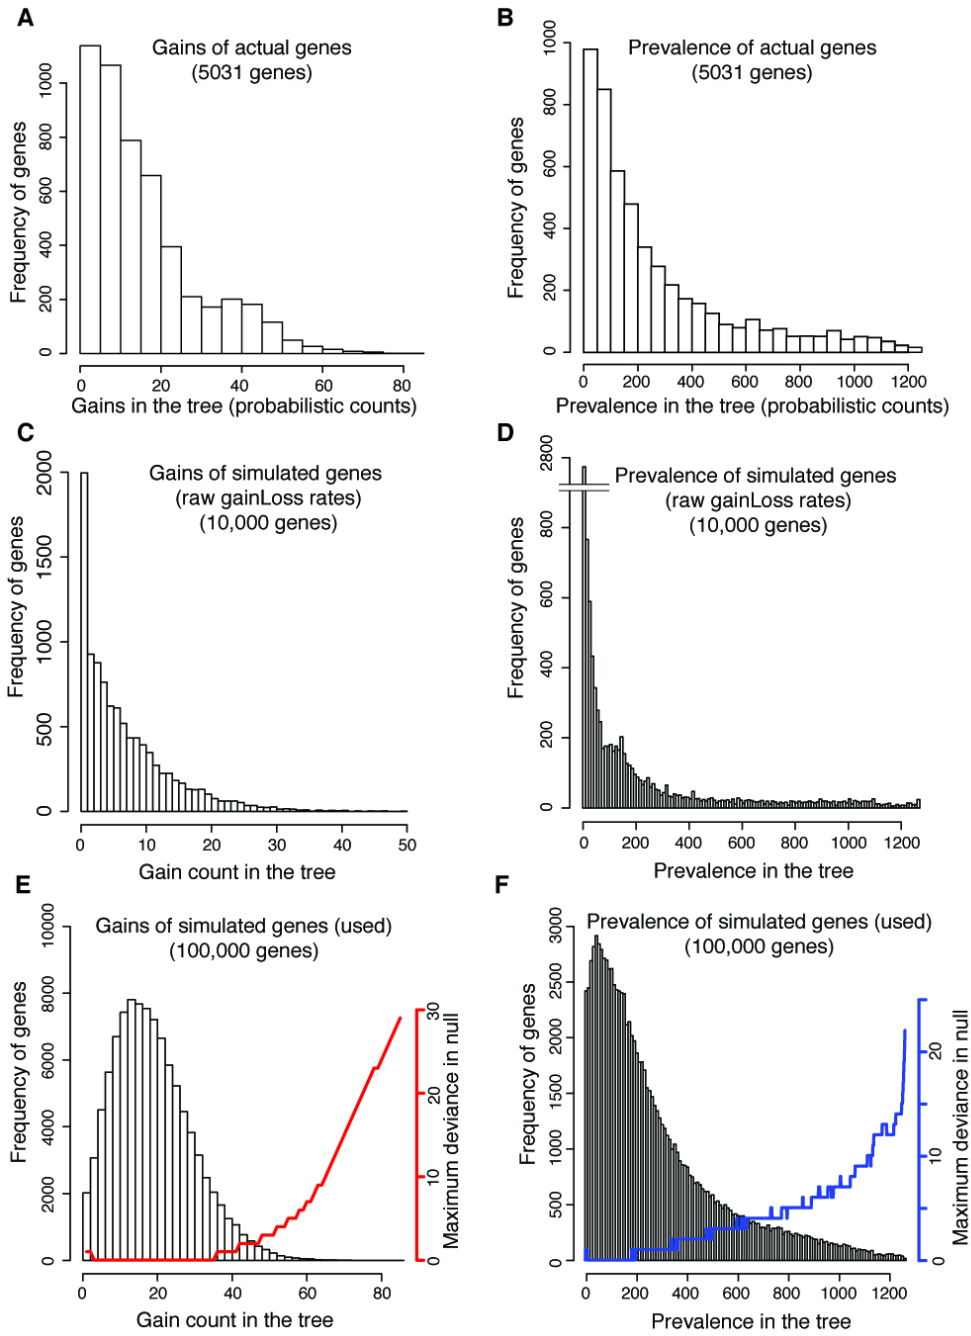 A
Gains of actual genes
(5031 genes)
Frequency of genes
0
200
400
600
800
1000
0
20
40
60
80
Gains in the tree (probabilistic counts)
B
Prevalence of actual genes
(5031 genes)
Frequency of genes
0
200
400
600
800
1000
0
200
400
600
800
1000
1200
Prevalence in the tree (probabilistic counts)
C
Gains of simulated genes
(raw gainLoss rates)
(10,000 genes)
Frequency of genes
0
500
1000
1500
2000
0
10
20
30
40
50
Gain count in the tree
D
Prevalence of simulated genes
(raw gainLoss rates)
(10,000 genes)
Frequency of genes
0
200
400
600
800
2800
0
200
400
600
800
1000
1200
Prevalence in the tree
E
Gains of simulated genes (used)
(100,000 genes)
Frequency of genes
0
2000
4000
6000
8000
10000
0
20
40
60
80
Gain count in the tree
0
10
20
30
Maximum deviance in null
F
Prevalence of simulated genes (used)
(100,000 genes)
Frequency of genes
0
500
1000
1500
2000
2500
3000
0
200
400
600
800
1000
1200
Prevalence in the tree
0
10
20
Maximum deviance in null